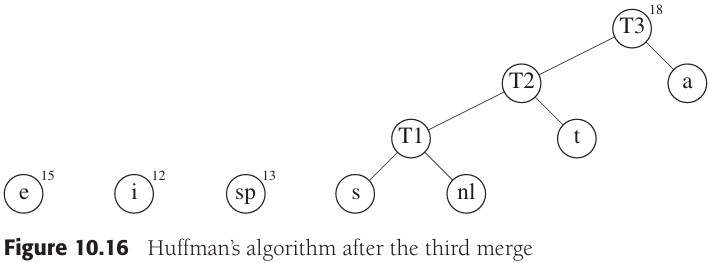 T3 18
T2 a
T1 t
e 15 i 12 sp 13 s nl
Figure 10.16 Huffman's algorithm after the third merge